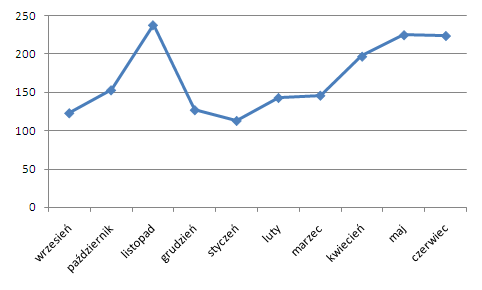 250
200
150
100
50
0
wrzesień
październik
listopad
grudzień
styczeń
luty
marzec
kwiecień
maj
czerwiec